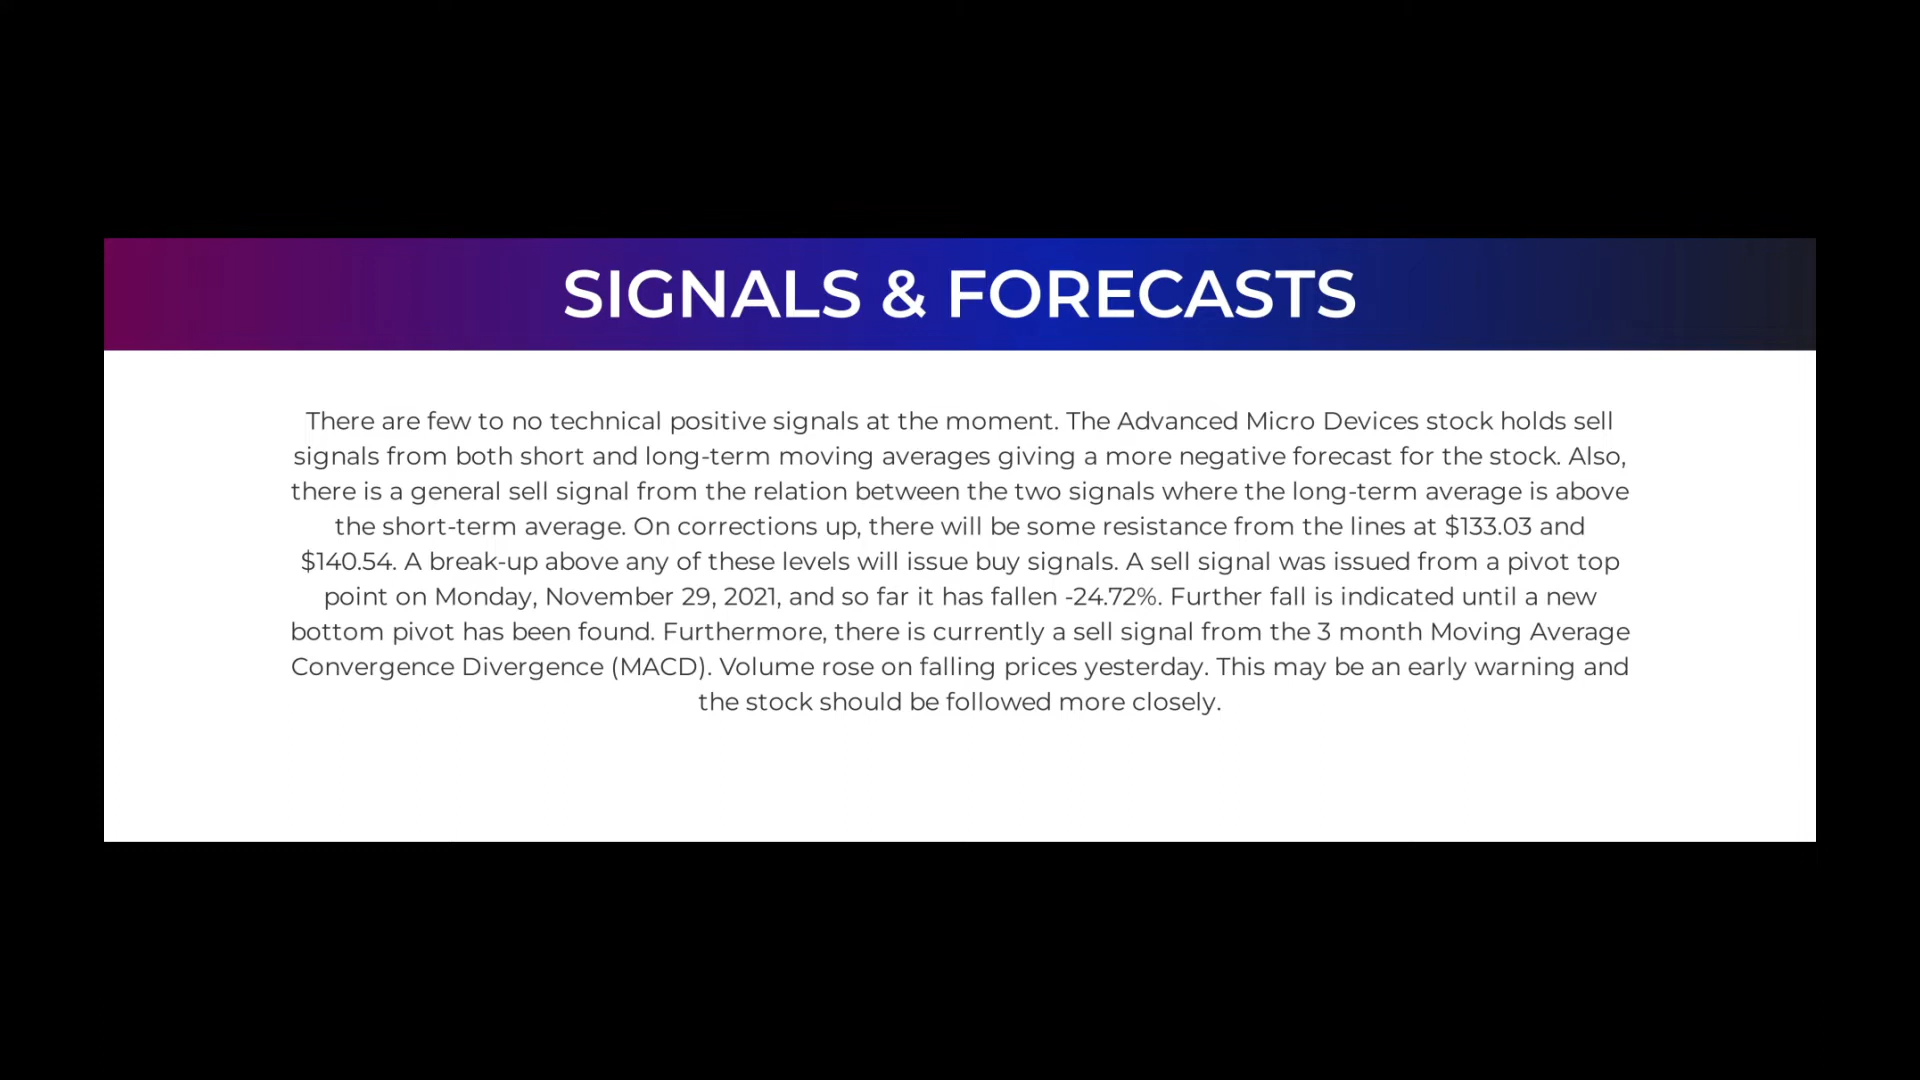 SIGNALS & FORECASTS
There are few to no technical positive signals at the moment. The Advanced Micro Devices stock holds sell
signals from both short and long-term moving averages giving a more negative forecast for the stock. Also,
there is a general sell signal from the relation between the two signals where the long-term average is above
the short-term average. On corrections up, there will be some resistance from the lines at $133.03 and
$140.54. A break-up above any of these levels will issue buy signals. A sell signal was issued from a pivot top
point on Monday, November 29, 2021, and so far it has fallen -24.72%. Further fall is indicated until a new
bottom pivot has been found. Furthermore, there is currently a sell signal from the 3 month Moving Average
Convergence Divergence (MACD). Volume rose on falling prices yesterday. This may be an early warning and
the stock should be followed more closely.